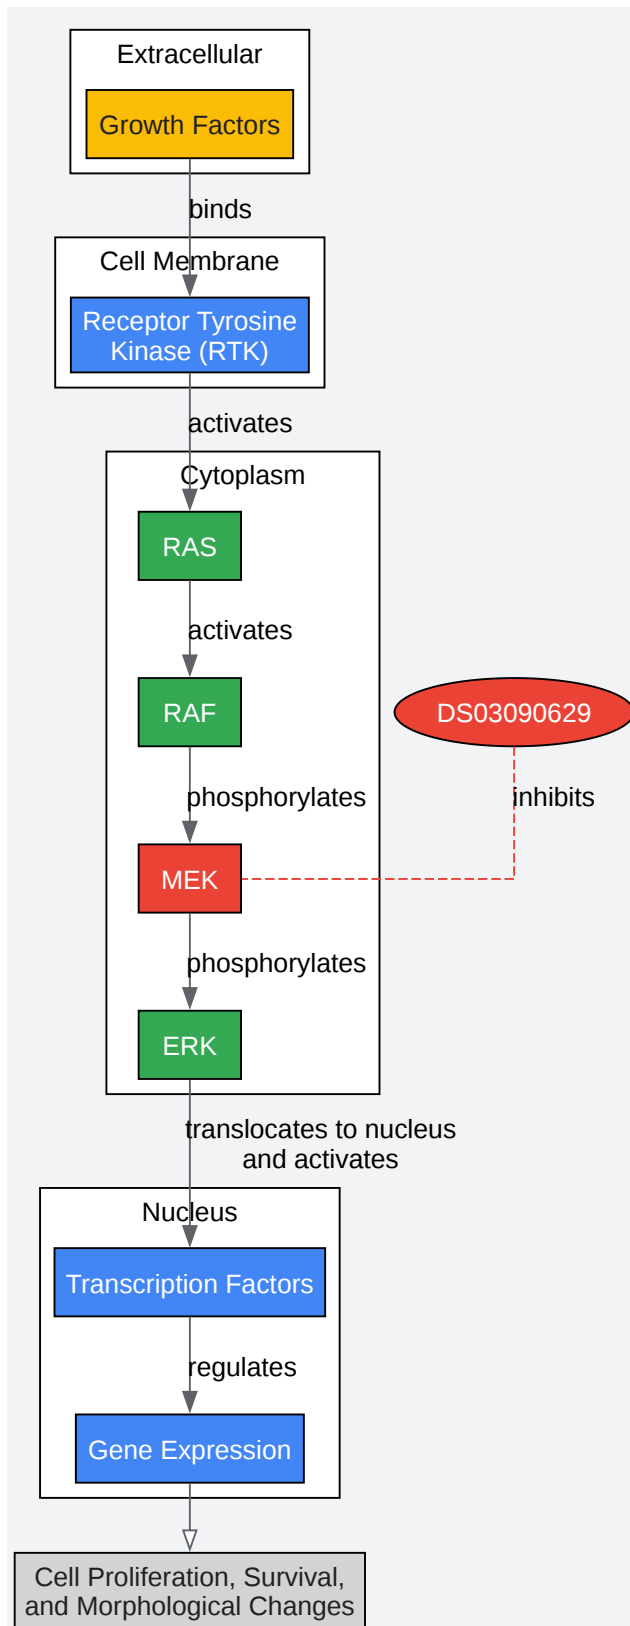 Extracellular
Growth Factors
binds
Cell Membrane
Receptor Tyrosine
Kinase (RTK)
activates
Cytoplasm
RAS
activates
RAF
DS03090629
phosphorylates
inhibits
MEK
phosphorylates
ERK
translocates to nucleus
and activates
Nucleus
Transcription Factors
regulates
Gene Expression
Cell Proliferation, Survival,
and Morphological Changes